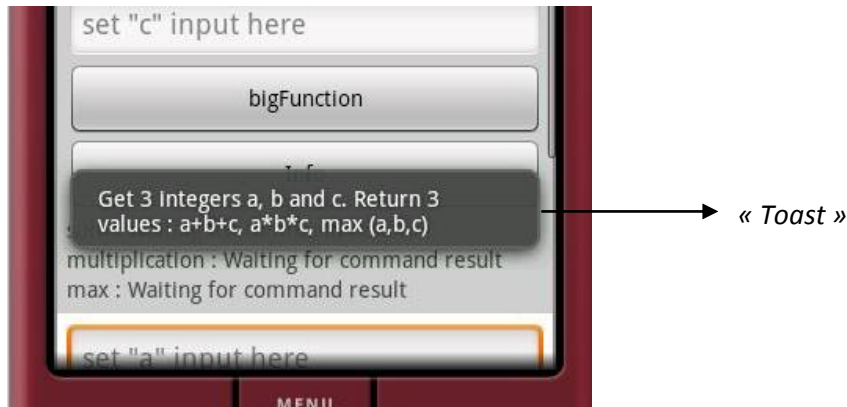 set "c" input here
bigFunction
Info
Get 3 Integers a, b and c. Return 3
values : a+b+c, a*b*c, max (a,b,c)
« Toast »
multiplication : Waiting for command result
max : Waiting for command result
set "a" input here
MENU